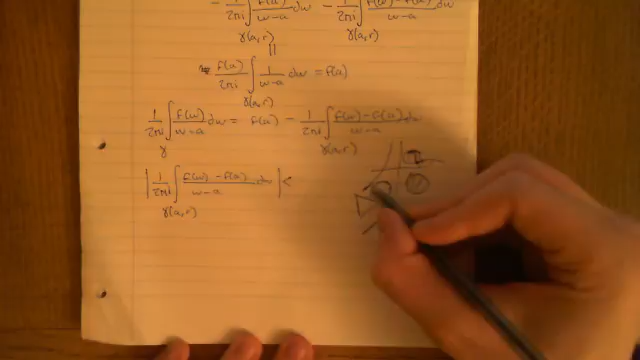 - 1/2πi ∫ f(w)/w-a dw - 1/2πi ∫ f(w)-f(a)/w-a dw
γ(a,r) γ(a,r)
f(a)/2πi ∫ 1/w-a dw = f(a)
γ(a,r)
1/2πi ∫ f(w)/w-a dw = f(a) - 1/2πi ∫ f(w)-f(a)/w-a dw
γ γ(a,r)
| 1/2πi ∫ f(w)-f(a)/w-a dw | <
γ(a,r)